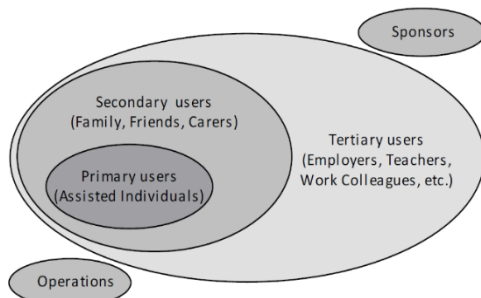 Sponsors
Secondary users
(Family, Friends, Carers)
Tertiary users
(Employers, Teachers,
Work Colleagues, etc.)
Primary users
(Assisted Individuals)
Operations